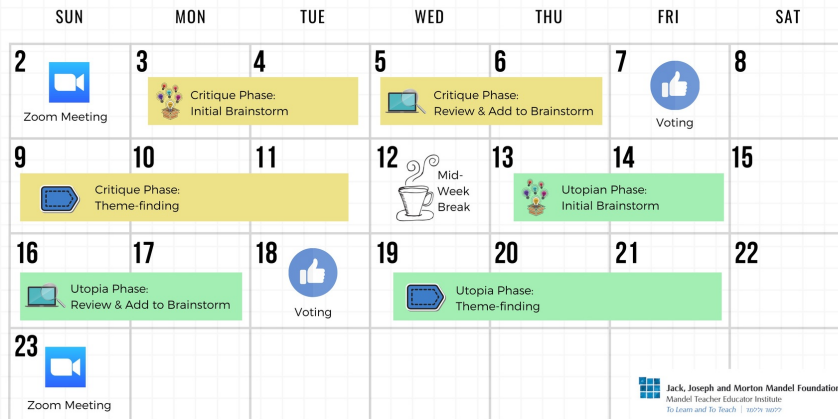 SUN MON TUE WED THU FRI SAT
2 3 4 5 6 7 8
Zoom Meeting
Critique Phase:
Initial Brainstorm
Critique Phase:
Review & Add to Brainstorm
Voting
9 10 11 12 13 14 15
Critique Phase:
Theme-finding
Mid-
Week
Break
Utopian Phase:
Initial Brainstorm
16 17 18 19 20 21 22
Utopia Phase:
Review & Add to Brainstorm
Voting
Utopia Phase:
Theme-finding
23
Zoom Meeting
Jack, Joseph and Morton Mandel Foundation
Mandel Teacher Educator Institute
To Learn and To Teach | ללמוד וללמד